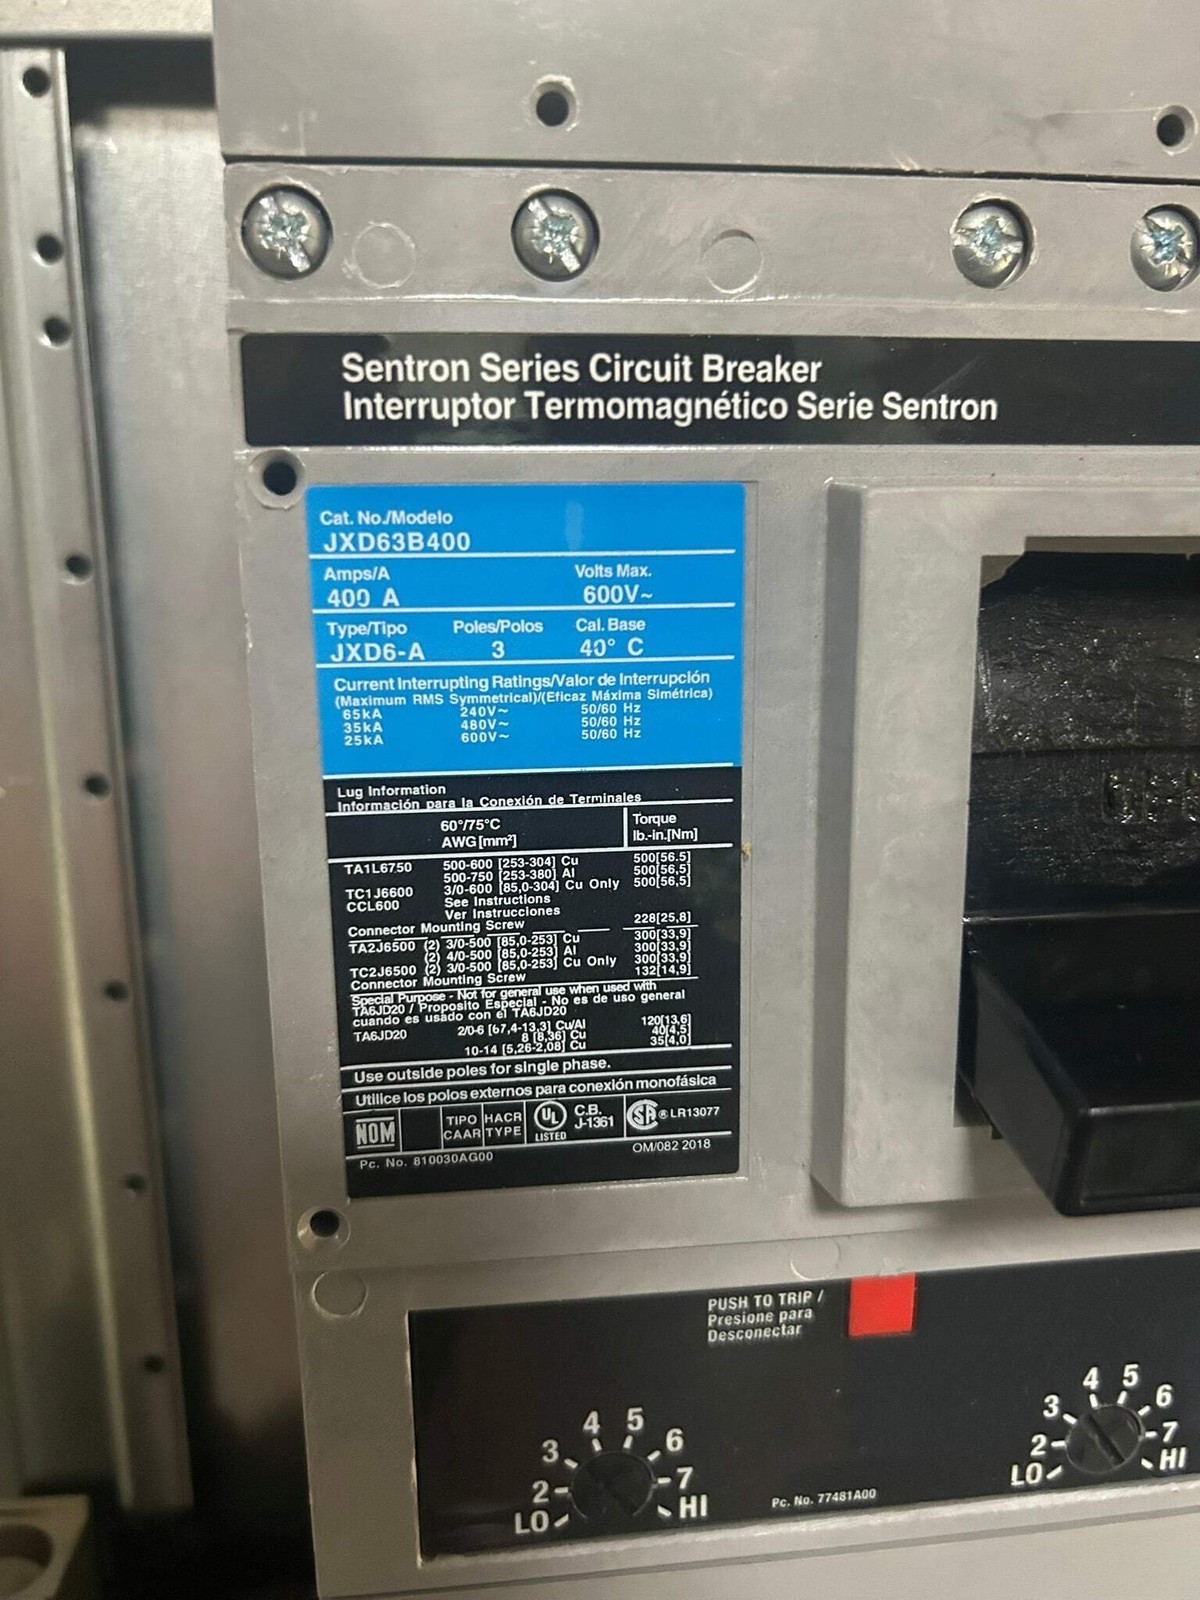 Sentron Series Circuit Breaker
Interruptor Termomagnético Serie Sentron
Cat. No./Modelo
JXD63B400
Amps/A Volts Max.
400 A 600V~
Type/Tipo Poles/Polos Cal. Base
JXD6-A 3 40° C
Current Interrupting Ratings/Valor de Interrupción
(Maximum RMS Symmetrical)/(Eficaz Máxima Simétrica)
65kA 240V~ 50/60 Hz
35kA 480V~ 50/60 Hz
25kA 600V~ 50/60 Hz
Lug Information
Información para la Conexión de Terminales
60°/75°C Torque
AWG[mm²] lb.-in.[Nm]
TA1L6750 500-600 [253-304] Cu 500[56.5]
500-750 [253-380] Al 500[56,5]
TC1J6600 3/0-600 [85,0-304] Cu Only 500[56,5]
CCL600 See Instructions
Ver Instrucciones
Connector Mounting Screw 228[25,8]
TA2J6500 (2) 3/0-500 [85,0-253] Cu 300[33,9]
(2) 4/0-500 [85,0-253] Al 300[33,9]
TC2J6500 (2) 3/0-500 [85,0-253] Cu Only 300[33,9]
Connector Mounting Screw 132[14,9]
Special Purpose - Not for general use when used with
TA6JD20 / Proposito Especial - No es de uso general
cuando es usado con el TA6JD20
TA6JD20 2/0-6 [67,4-13,3] Cu/Al 120[13,6]
8 [8,36] Cu 40[4,5]
10-14 [5,26-2,08] Cu 35[4,0]
Use outside poles for single phase.
Utilice los polos externos para conexión monofásica
NOM TIPO CAAR HACR TYPE UL LISTED C.B. J-1361 SA ® LR13077
Pc. No. 810030AG00 OM/082 2018
PUSH TO TRIP /
Presione para
Desconectar
LO 2 3 4 5 6 7 HI
LO 2 3 4 5 6 7 HI
Pc. No. 77481A00